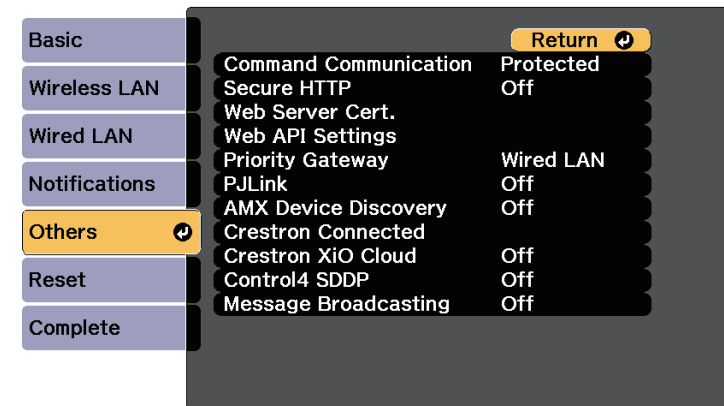 Basic
Wireless LAN
Wired LAN
Notifications
Others
Reset
Complete
Return
Command Communication Protected
Secure HTTP Off
Web Server Cert.
Web API Settings
Priority Gateway Wired LAN
PJLink Off
AMX Device Discovery Off
Crestron Connected
Crestron XiO Cloud Off
Control4 SDDP Off
Message Broadcasting Off